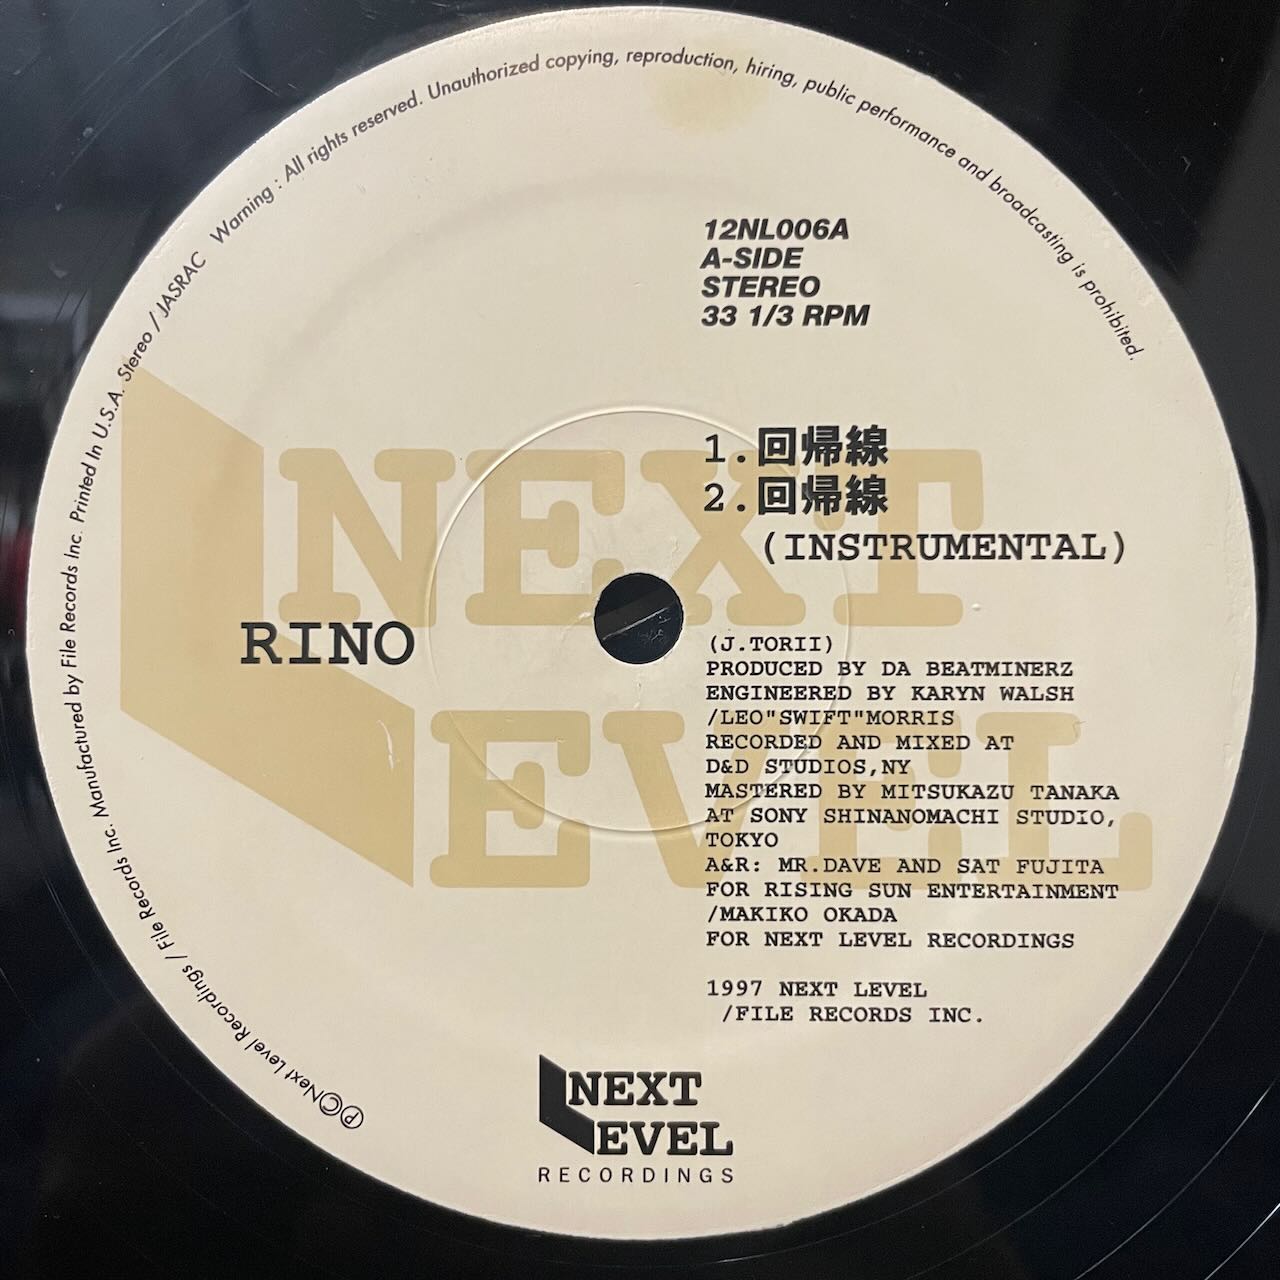 Ⓟ©Next Level Recordings / File Records Inc. Manufactured by File Records Inc. Printed In U.S.A. Stereo / JASRAC Warning : All rights reserved. Unauthorized copying, reproduction, hiring, public performance and broadcasting is prohibited.
12NL006A
A-SIDE
STEREO
33 1/3 RPM
NEXT
LEVEL
1.回帰線
2.回帰線
(INSTRUMENTAL)
RINO
(J.TORII)
PRODUCED BY DA BEATMINERZ
ENGINEERED BY KARYN WALSH
/LEO"SWIFT"MORRIS
RECORDED AND MIXED AT
D&D STUDIOS,NY
MASTERED BY MITSUKAZU TANAKA
AT SONY SHINANOMACHI STUDIO,
TOKYO
A&R: MR.DAVE AND SAT FUJITA
FOR RISING SUN ENTERTAINMENT
/MAKIKO OKADA
FOR NEXT LEVEL RECORDINGS
1997 NEXT LEVEL
/FILE RECORDS INC.
NEXT
LEVEL
RECORDINGS